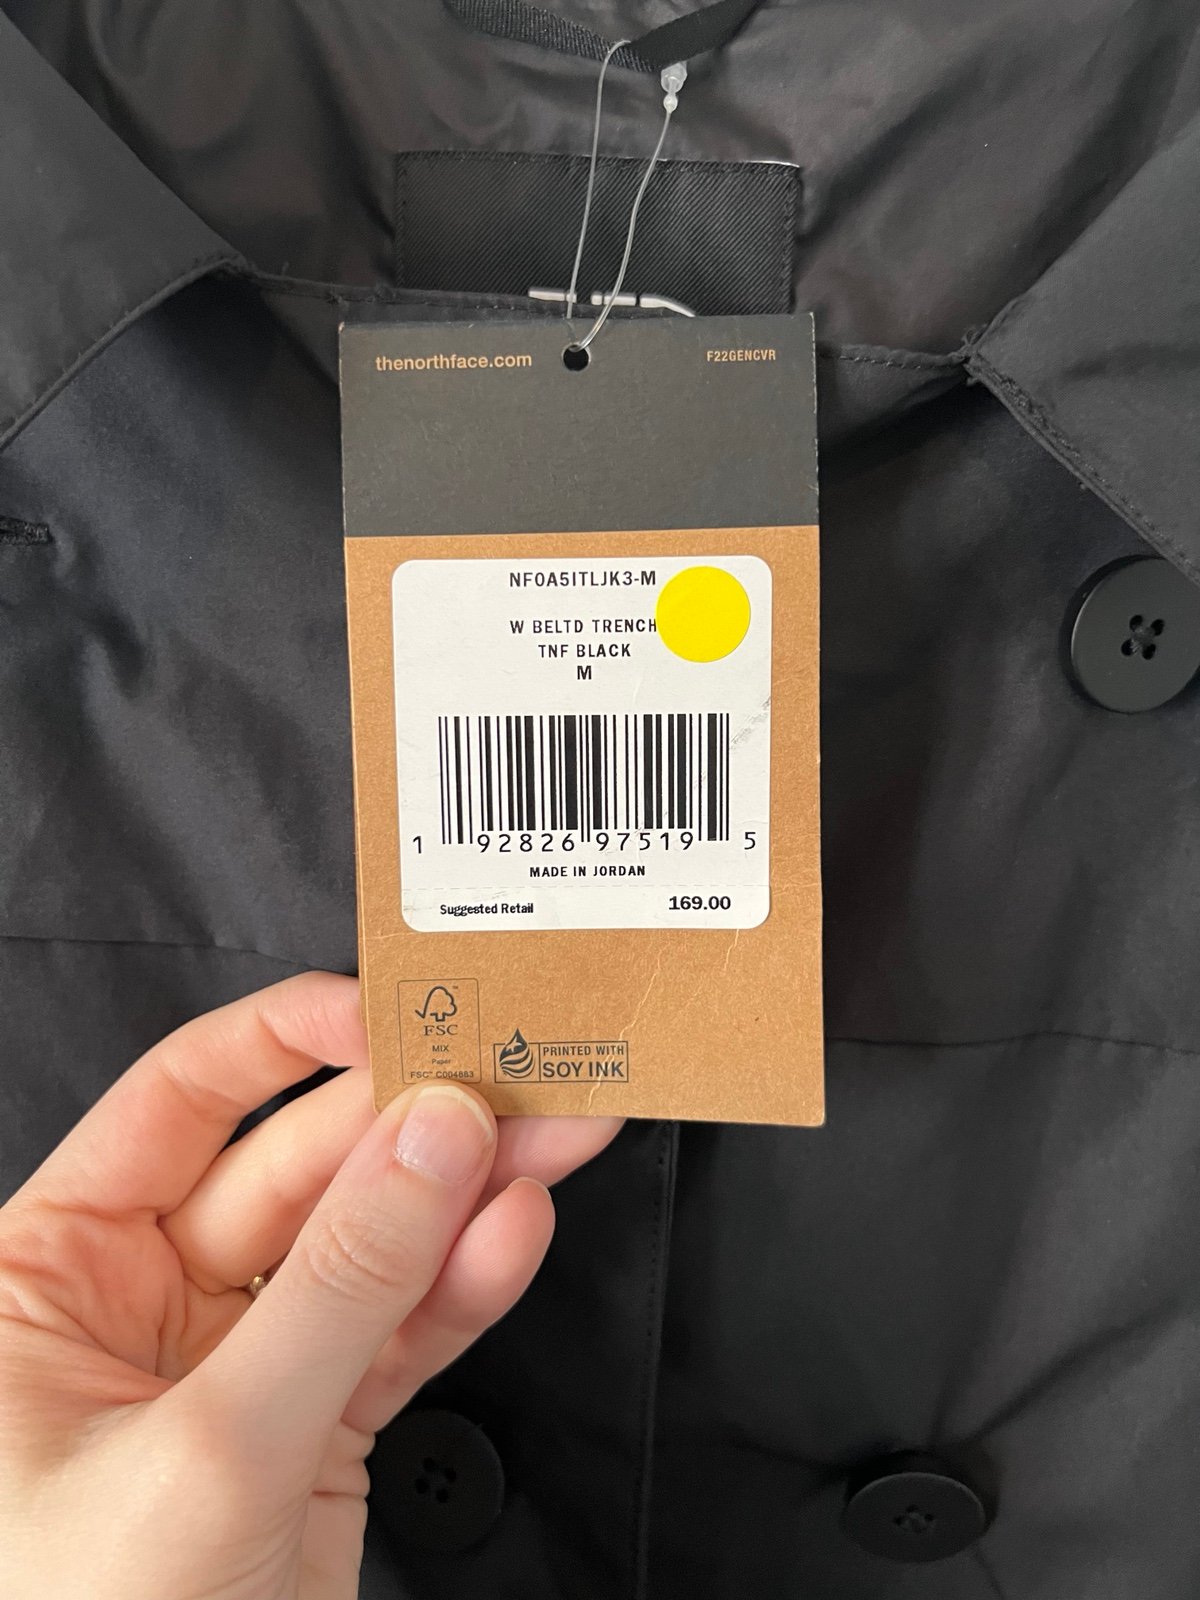 thenorthface.com
F22GENCVR
NF0A5ITLJK3-M
W BELTD TRENCH
TNF BLACK
M
1 92826 97519 5
MADE IN JORDAN
Suggested Retail 169.00
FSC
MIX
Paper
FSC™ C004883
PRINTED WITH
SOY INK